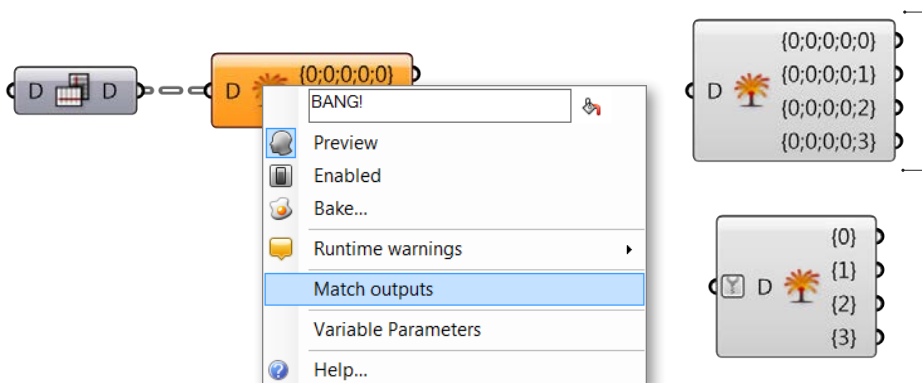 D D
D {0;0;0;0;0}
BANG!
Preview
Enabled
Bake...
Runtime warnings
Match outputs
Variable Parameters
Help...
{0;0;0;0;0}
{0;0;0;0;1}
D
{0;0;0;0;2}
{0;0;0;0;3}
{0}
{1}
D
{2}
{3}